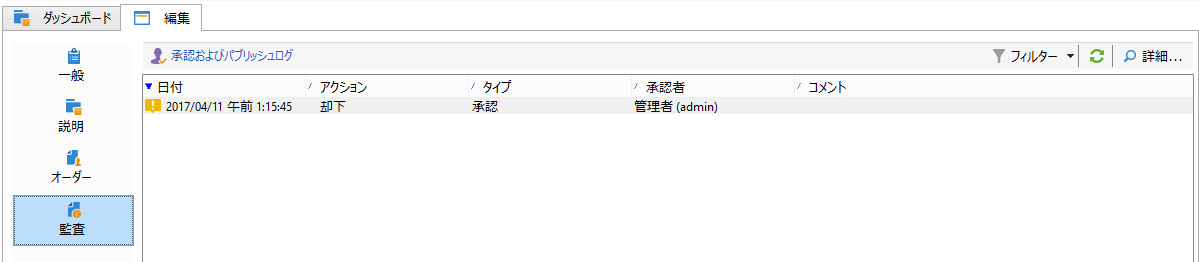 ダッシュボード 編集
一般
説明
オーダー
監査
承認およびパブリッシュログ フィルター 詳細...
日付 アクション タイプ 承認者 コメント
2017/04/11 午前 1:15:45 却下 承認 管理者 (admin)